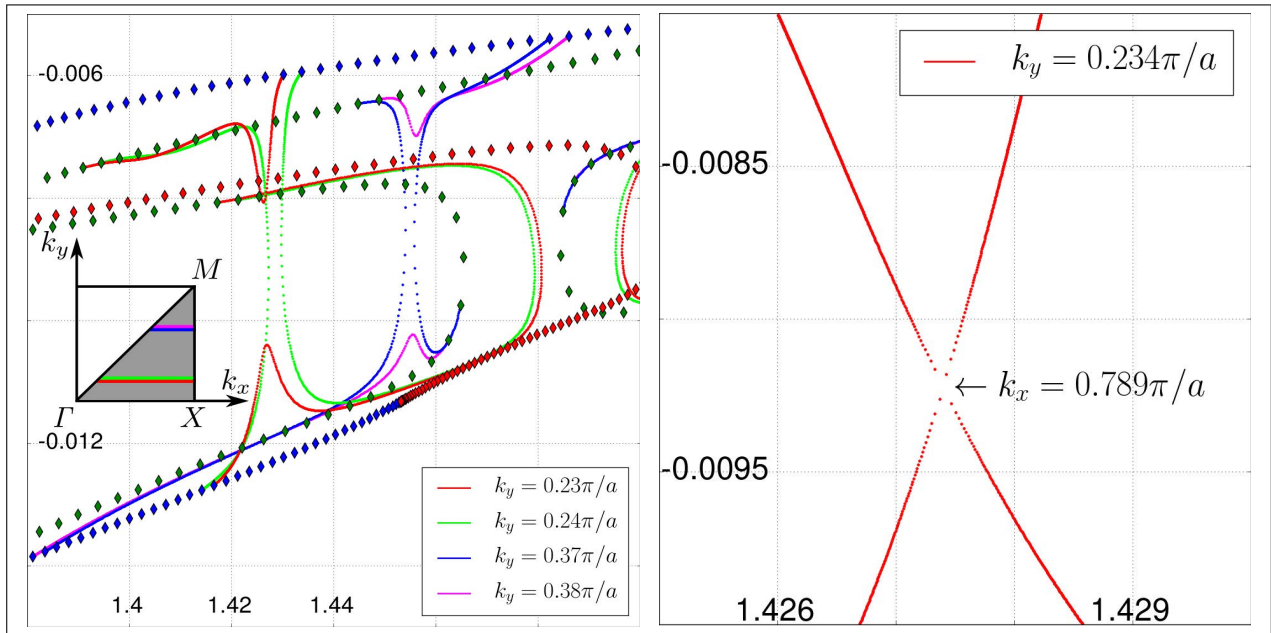 -0.006
-0.012
1.4
1.42
1.44
k_y
M
k_x
Γ
X
k_y = 0.23π/a
k_y = 0.24π/a
k_y = 0.37π/a
k_y = 0.38π/a
k_y = 0.234π/a
-0.0085
← k_x = 0.789π/a
-0.0095
1.426
1.429